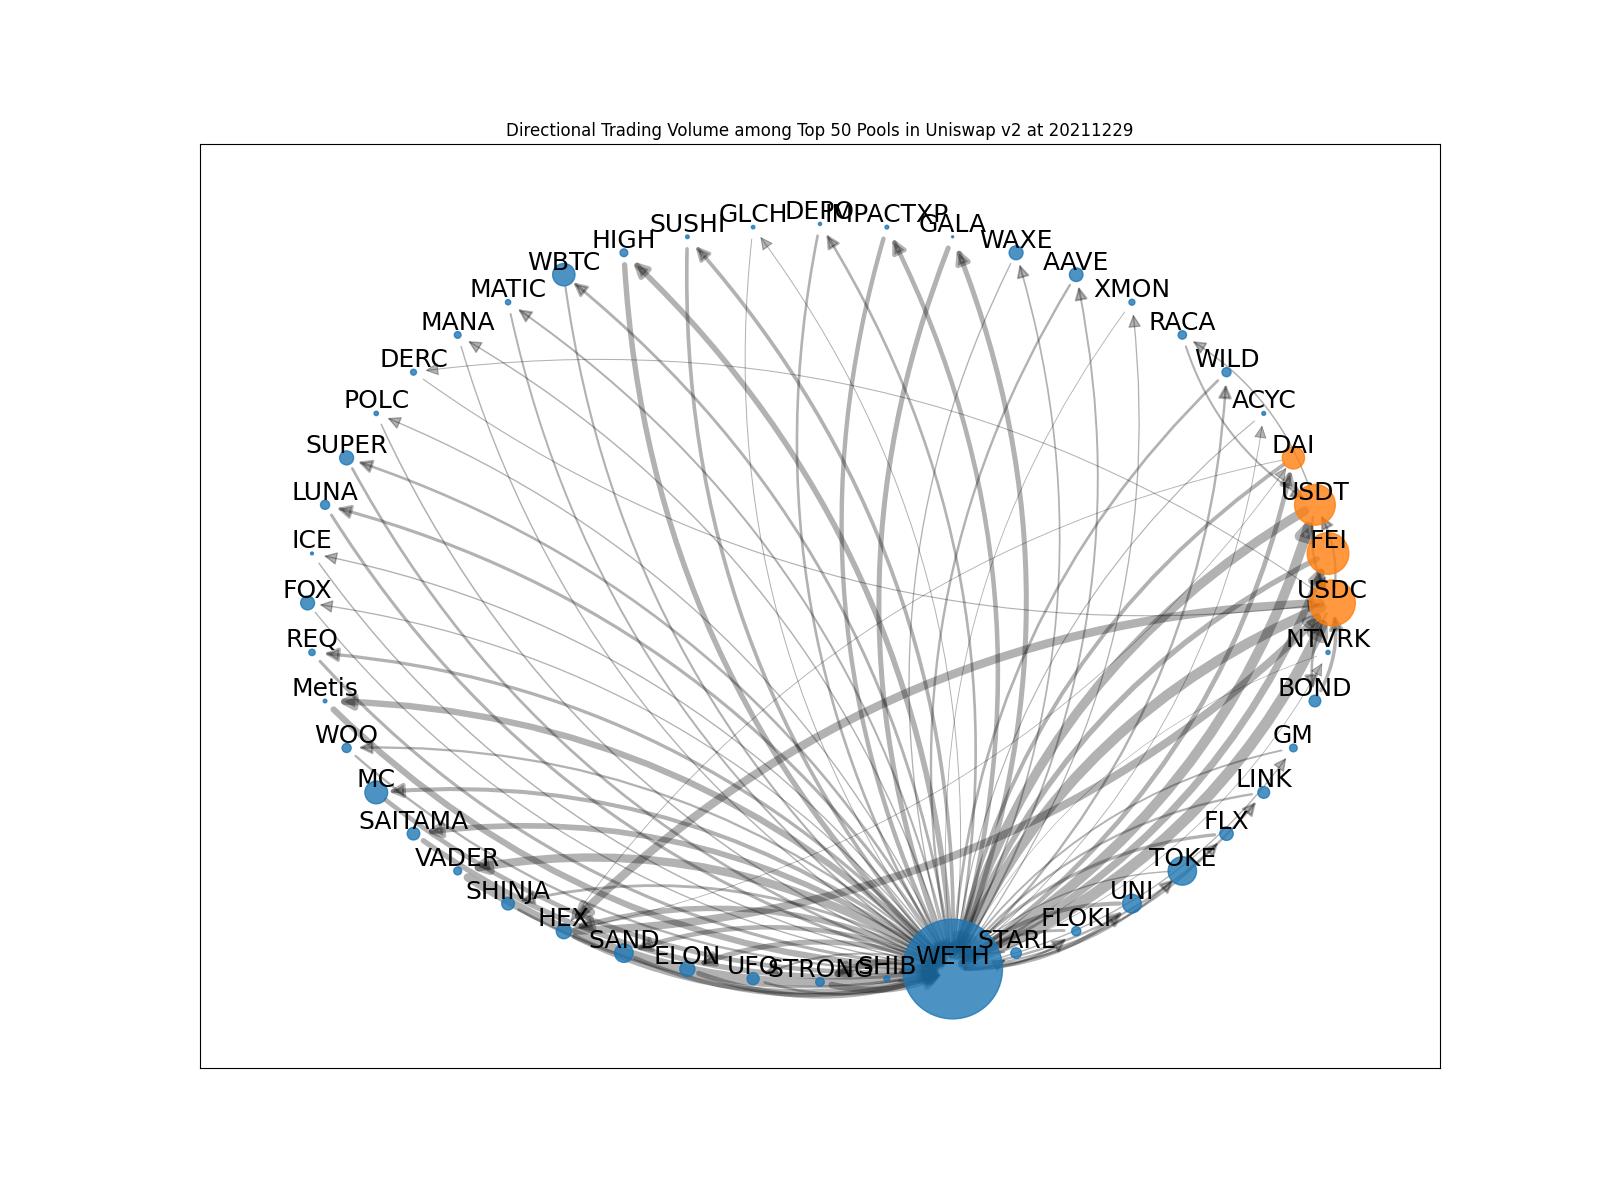 Directional Trading Volume among Top 50 Pools in Uniswap v2 at 20211229
DEPO
GLCH
IMPACTXP
SUSHI
GALA
HIGH
WAXE
WBTC
AAVE
MATIC
XMON
MANA
RACA
DERC
WILD
POLC
ACYC
SUPER
DAI
LUNA
USDT
ICE
FEI
FOX
USDC
REQ
NTVRK
Metis
BOND
WOO
GM
MC
LINK
SAITAMA
FLX
VADER
TOKE
SHINJA
UNI
HEX
FLOKI
SAND
STARL
ELON
WETH
UFO
STRONG
SHIB